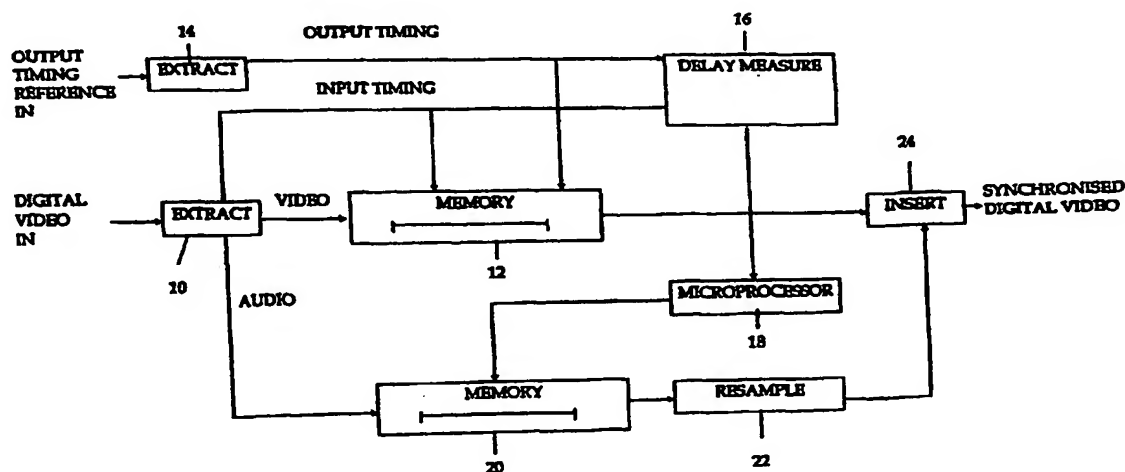 14
OUTPUT TIMING
16
OUTPUT
TIMING
REFERENCE
IN
EXTRACT
DELAY MEASURE
INPUT TIMING
24
DIGITAL
VIDEO
IN
EXTRACT
VIDEO
MEMORY
INSERT
SYNCHRONISED
DIGITAL VIDEO
10
12
AUDIO
MICROPROCESSOR
18
MEMORY
RESAMPLE
20
22